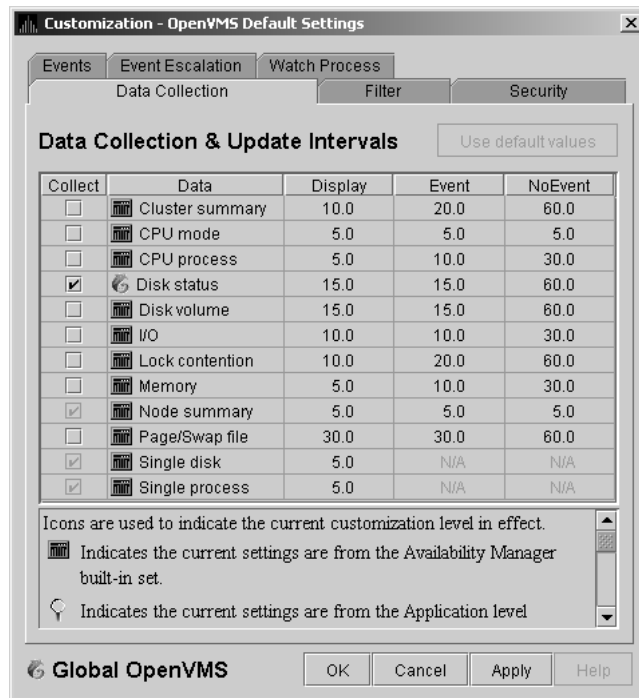 Customization - OpenVMS Default Settings
Events Event Escalation Watch Process
Data Collection Filter Security
Data Collection & Update Intervals Use default values
Collect Data Display Event NoEvent
Cluster summary 10.0 20.0 60.0
CPU mode 5.0 5.0 5.0
CPU process 5.0 10.0 30.0
Disk status 15.0 15.0 60.0
Disk volume 15.0 15.0 60.0
I/O 10.0 10.0 30.0
Lock contention 10.0 20.0 60.0
Memory 5.0 10.0 30.0
Node summary 5.0 5.0 5.0
Page/Swap file 30.0 30.0 60.0
Single disk 5.0 N/A N/A
Single process 5.0 N/A N/A
Icons are used to indicate the current customization level in effect.
Indicates the current settings are from the Availability Manager
built-in set.
Indicates the current settings are from the Application level
Global OpenVMS OK Cancel Apply Help